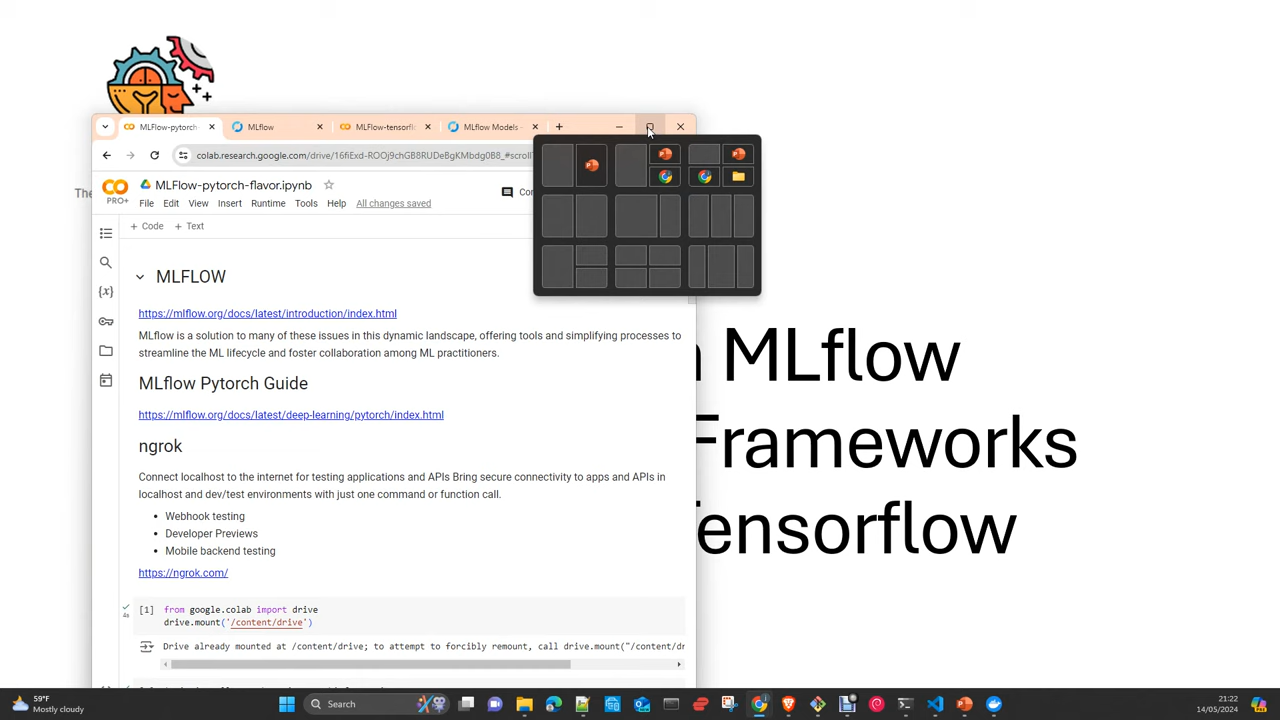 MLFlow-pytorch-
MLflow
MLFlow-tensorfl
MLflow Models -
colab.research.google.com/drive/16fiExd-ROOj9chGB8RUDeBgKMbdg0B8_#scroll
The
PRO+
MLFlow-pytorch-flavor.ipynb
File Edit View Insert Runtime Tools Help All changes saved
+ Code + Text
{x}
MLFLOW
https://mlflow.org/docs/latest/introduction/index.html
MLflow is a solution to many of these issues in this dynamic landscape, offering tools and simplifying processes to
streamline the ML lifecycle and foster collaboration among ML practitioners.
MLflow Pytorch Guide
https://mlflow.org/docs/latest/deep-learning/pytorch/index.html
ngrok
Connect localhost to the internet for testing applications and APIs Bring secure connectivity to apps and APIs in
localhost and dev/test environments with just one command or function call.
• Webhook testing
• Developer Previews
• Mobile backend testing
https://ngrok.com/
[1] from google.colab import drive
drive.mount('/content/drive')
Drive already mounted at /content/drive; to attempt to forcibly remount, call drive.mount("/content/dr
MLflow
Frameworks
ensorflow
59°F
Mostly cloudy
Search
21:22
14/05/2024